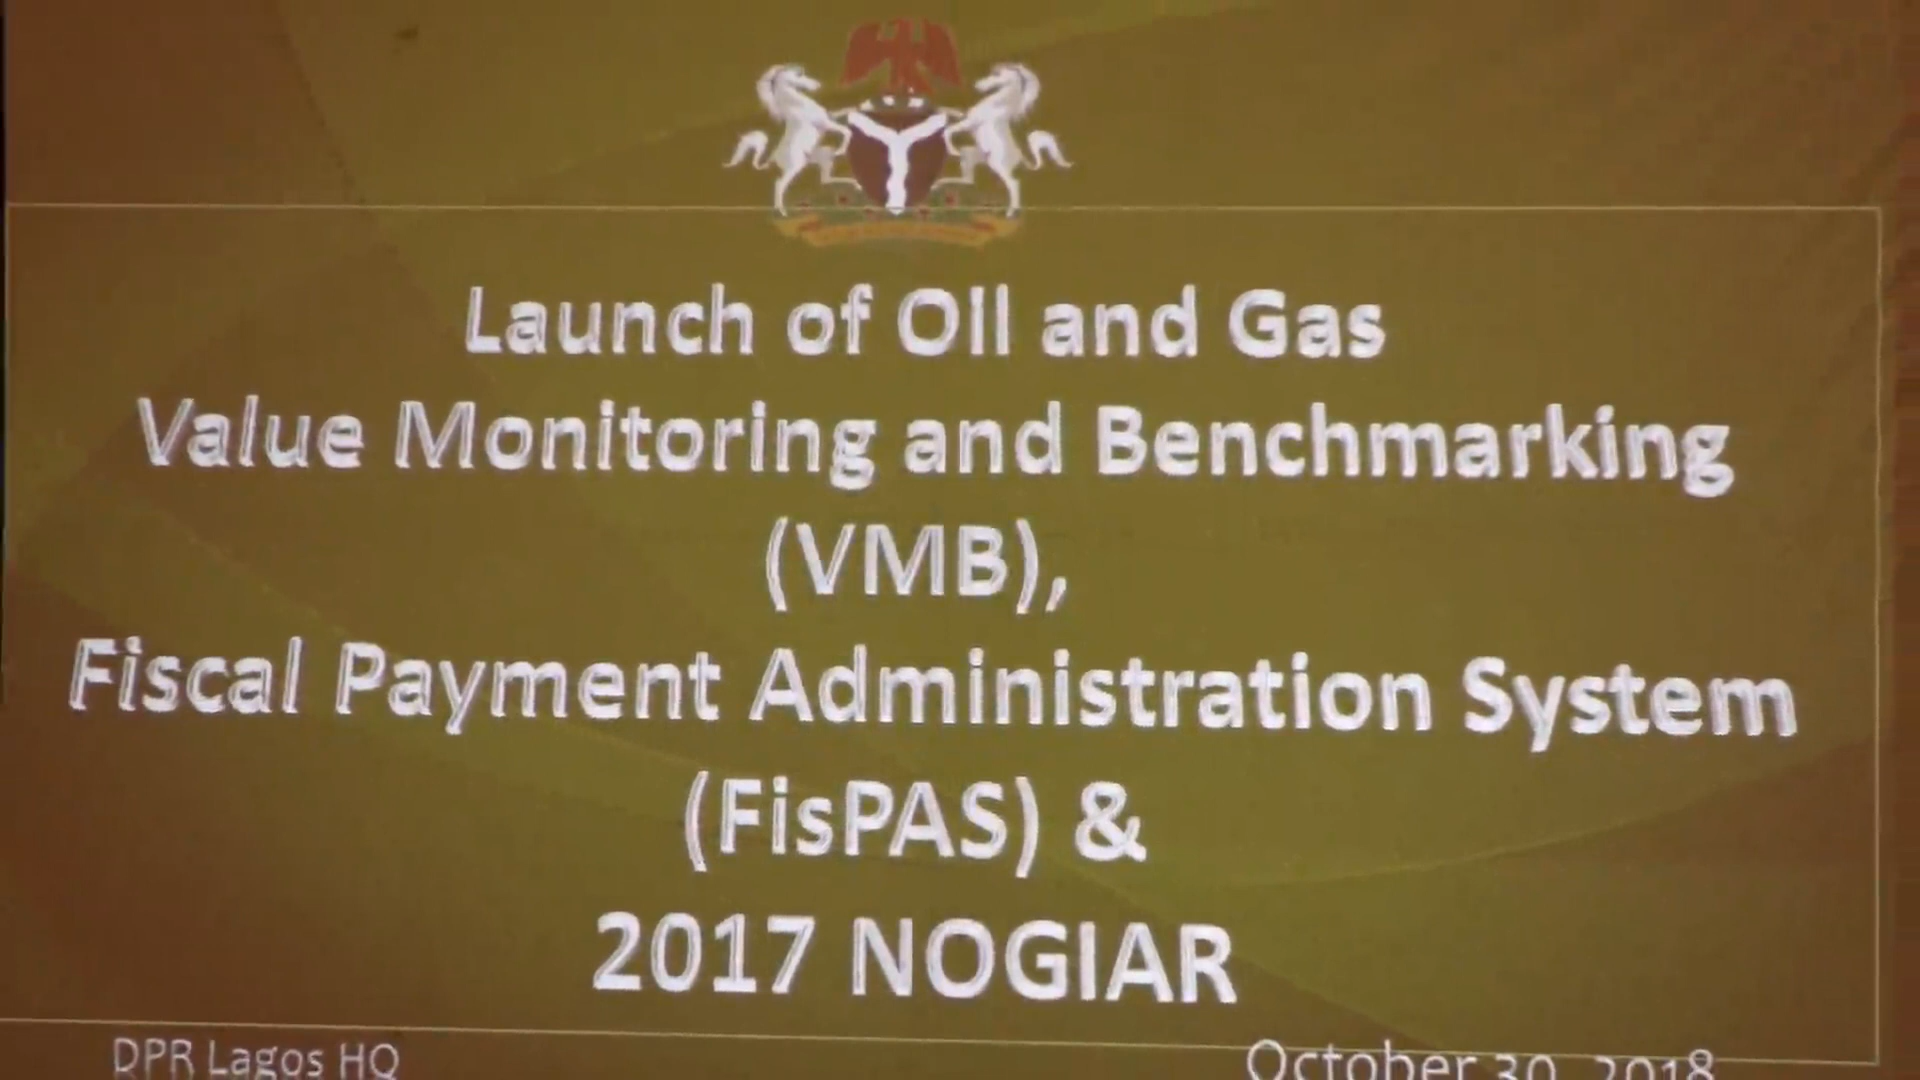 Launch of Oil and Gas
Value Monitoring and Benchmarking
(VMB),
Fiscal Payment Administration System
(FisPAS) &
2017 NOGIAR
DPR Lagos HQ
October 30, 2018